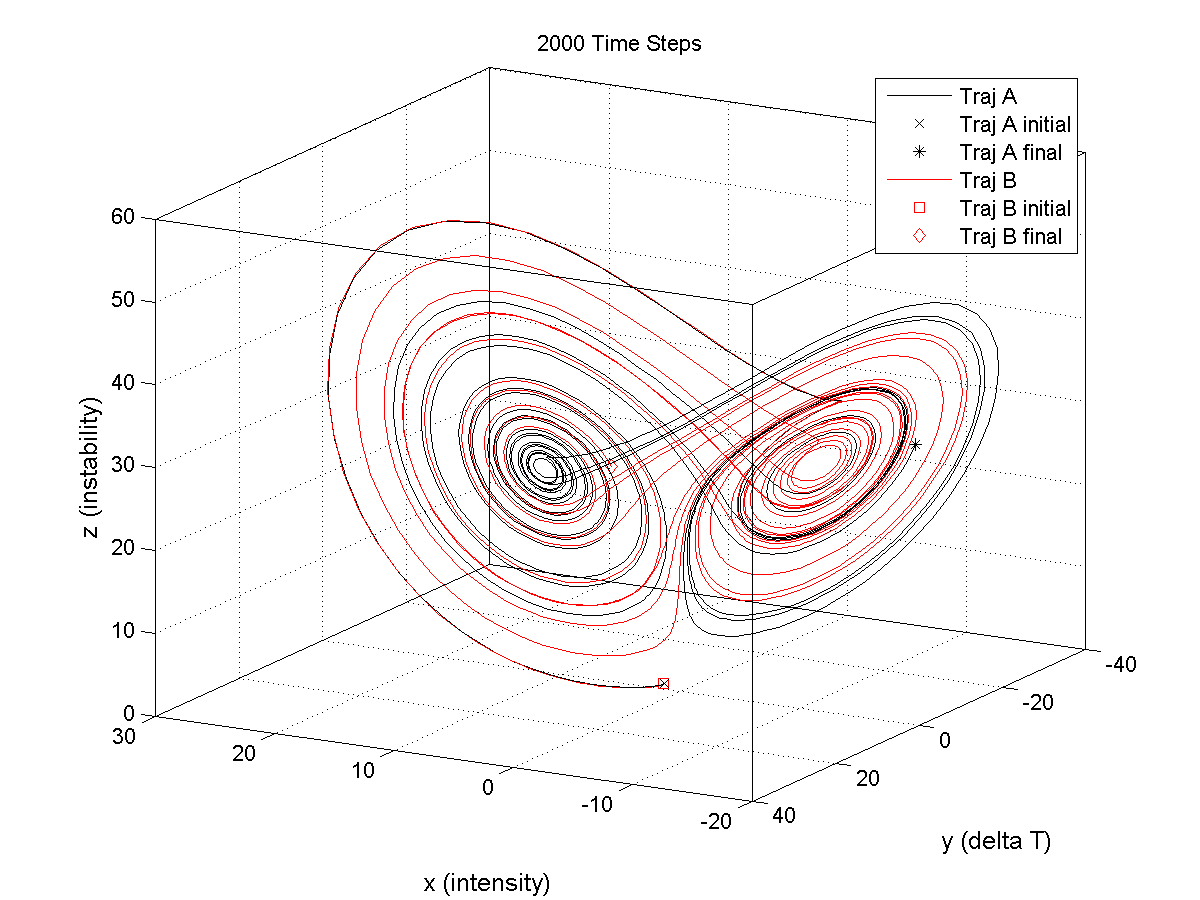 2000 Time Steps
Traj A
Traj A initial
Traj A final
Traj B
Traj B initial
Traj B final
60
50
40
30
20
10
0
z (instability)
30
20
10
0
-10
-20
x (intensity)
40
20
0
-20
-40
y (delta T)